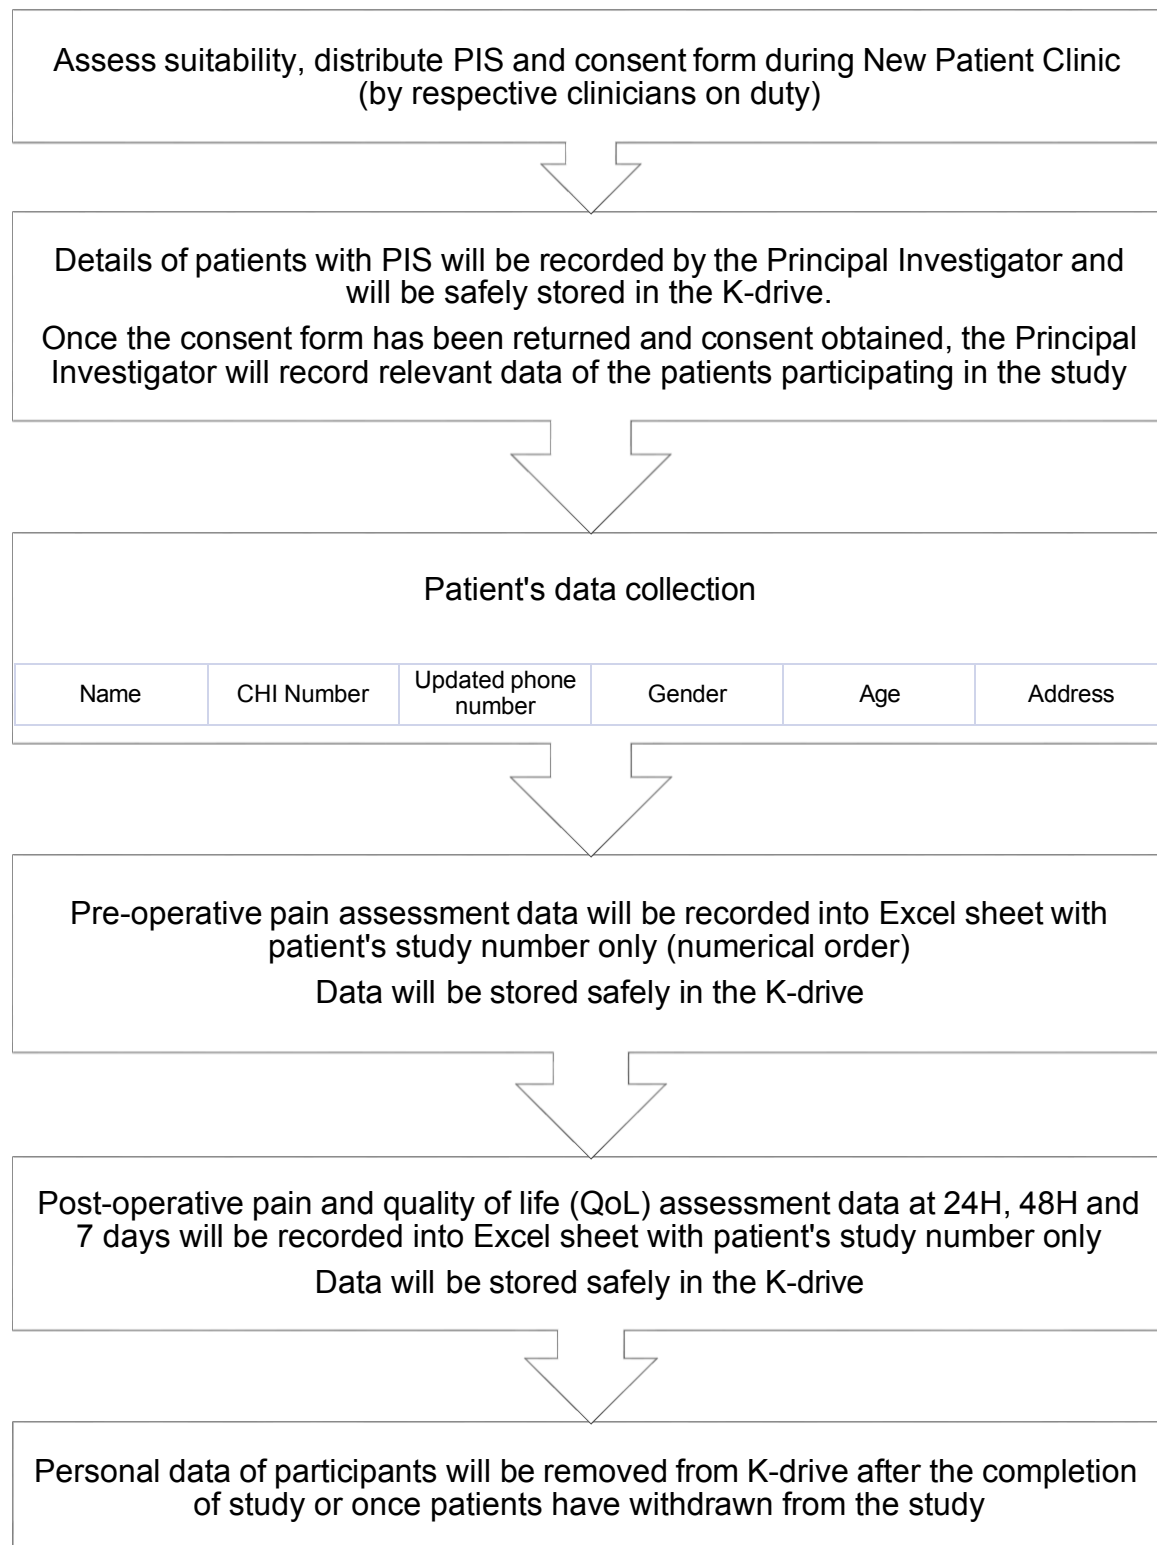 Assess suitability, distribute PIS and consent form during New Patient Clinic
(by respective clinicians on duty)
Details of patients with PIS will be recorded by the Principal Investigator and
will be safely stored in the K-drive.
Once the consent form has been returned and consent obtained, the Principal
Investigator will record relevant data of the patients participating in the study
Patient's data collection
Name
CHI Number
Updated phone
number
Gender
Age
Address
Pre-operative pain assessment data will be recorded into Excel sheet with
patient's study number only (numerical order)
Data will be stored safely in the K-drive
Post-operative pain and quality of life (QoL) assessment data at 24H, 48H and
7 days will be recorded into Excel sheet with patient's study number only
Data will be stored safely in the K-drive
Personal data of participants will be removed from K-drive after the completion
of study or once patients have withdrawn from the study